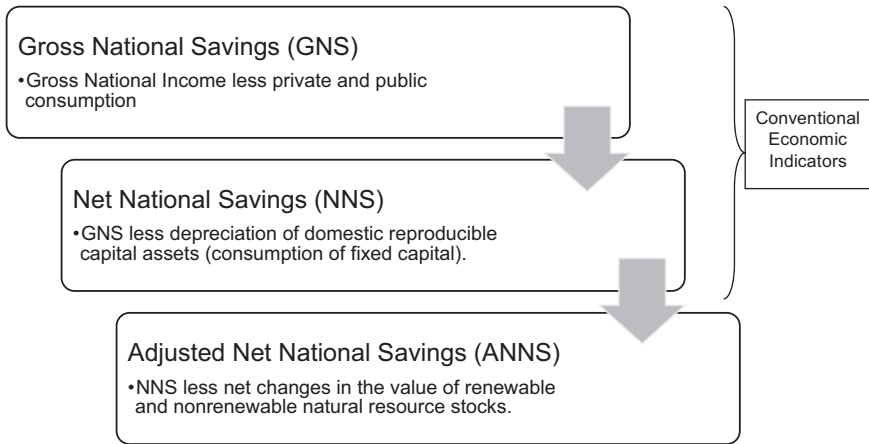 Gross National Savings (GNS)
•Gross National Income less private and public
consumption
Conventional
Economic
Indicators
Net National Savings (NNS)
•GNS less depreciation of domestic reproducible
capital assets (consumption of fixed capital).
Adjusted Net National Savings (ANNS)
•NNS less net changes in the value of renewable
and nonrenewable natural resource stocks.